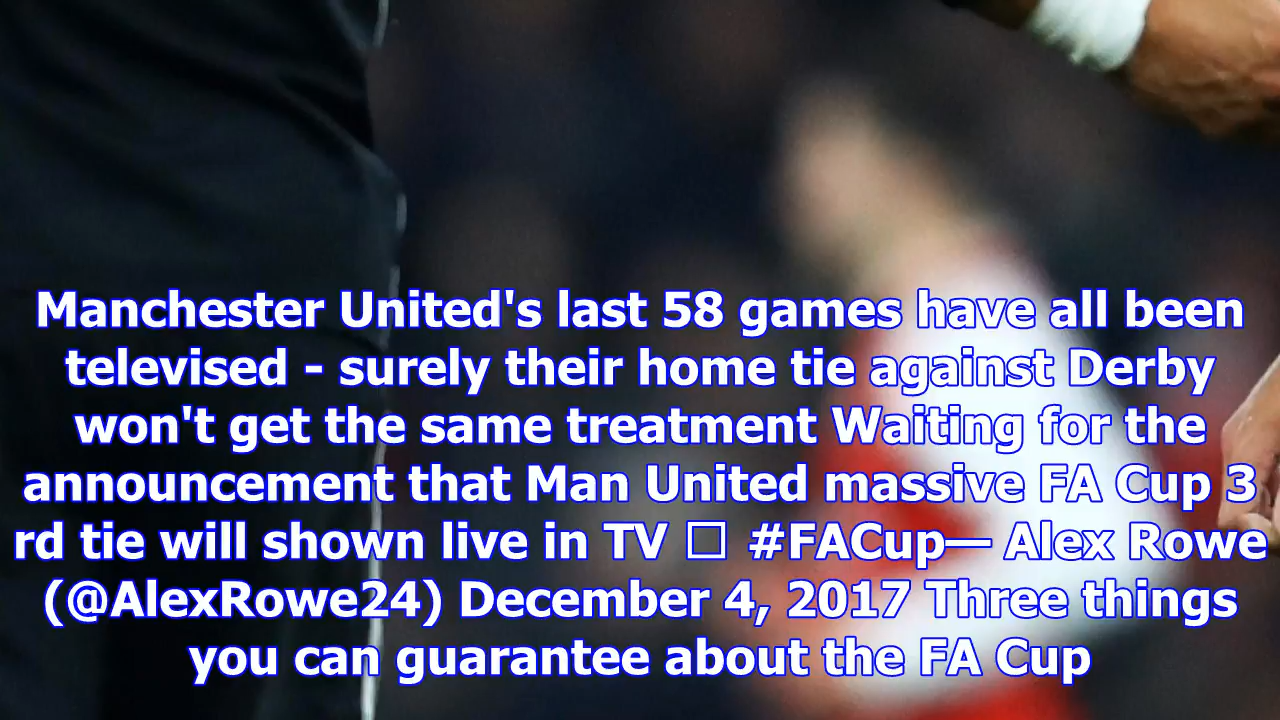 Manchester United's last 58 games have all been
televised - surely their home tie against Derby
won't get the same treatment Waiting for the
announcement that Man United massive FA Cup 3
rd tie will shown live in TV □ #FACup— Alex Rowe
(@AlexRowe24) December 4, 2017 Three things
you can guarantee about the FA Cup